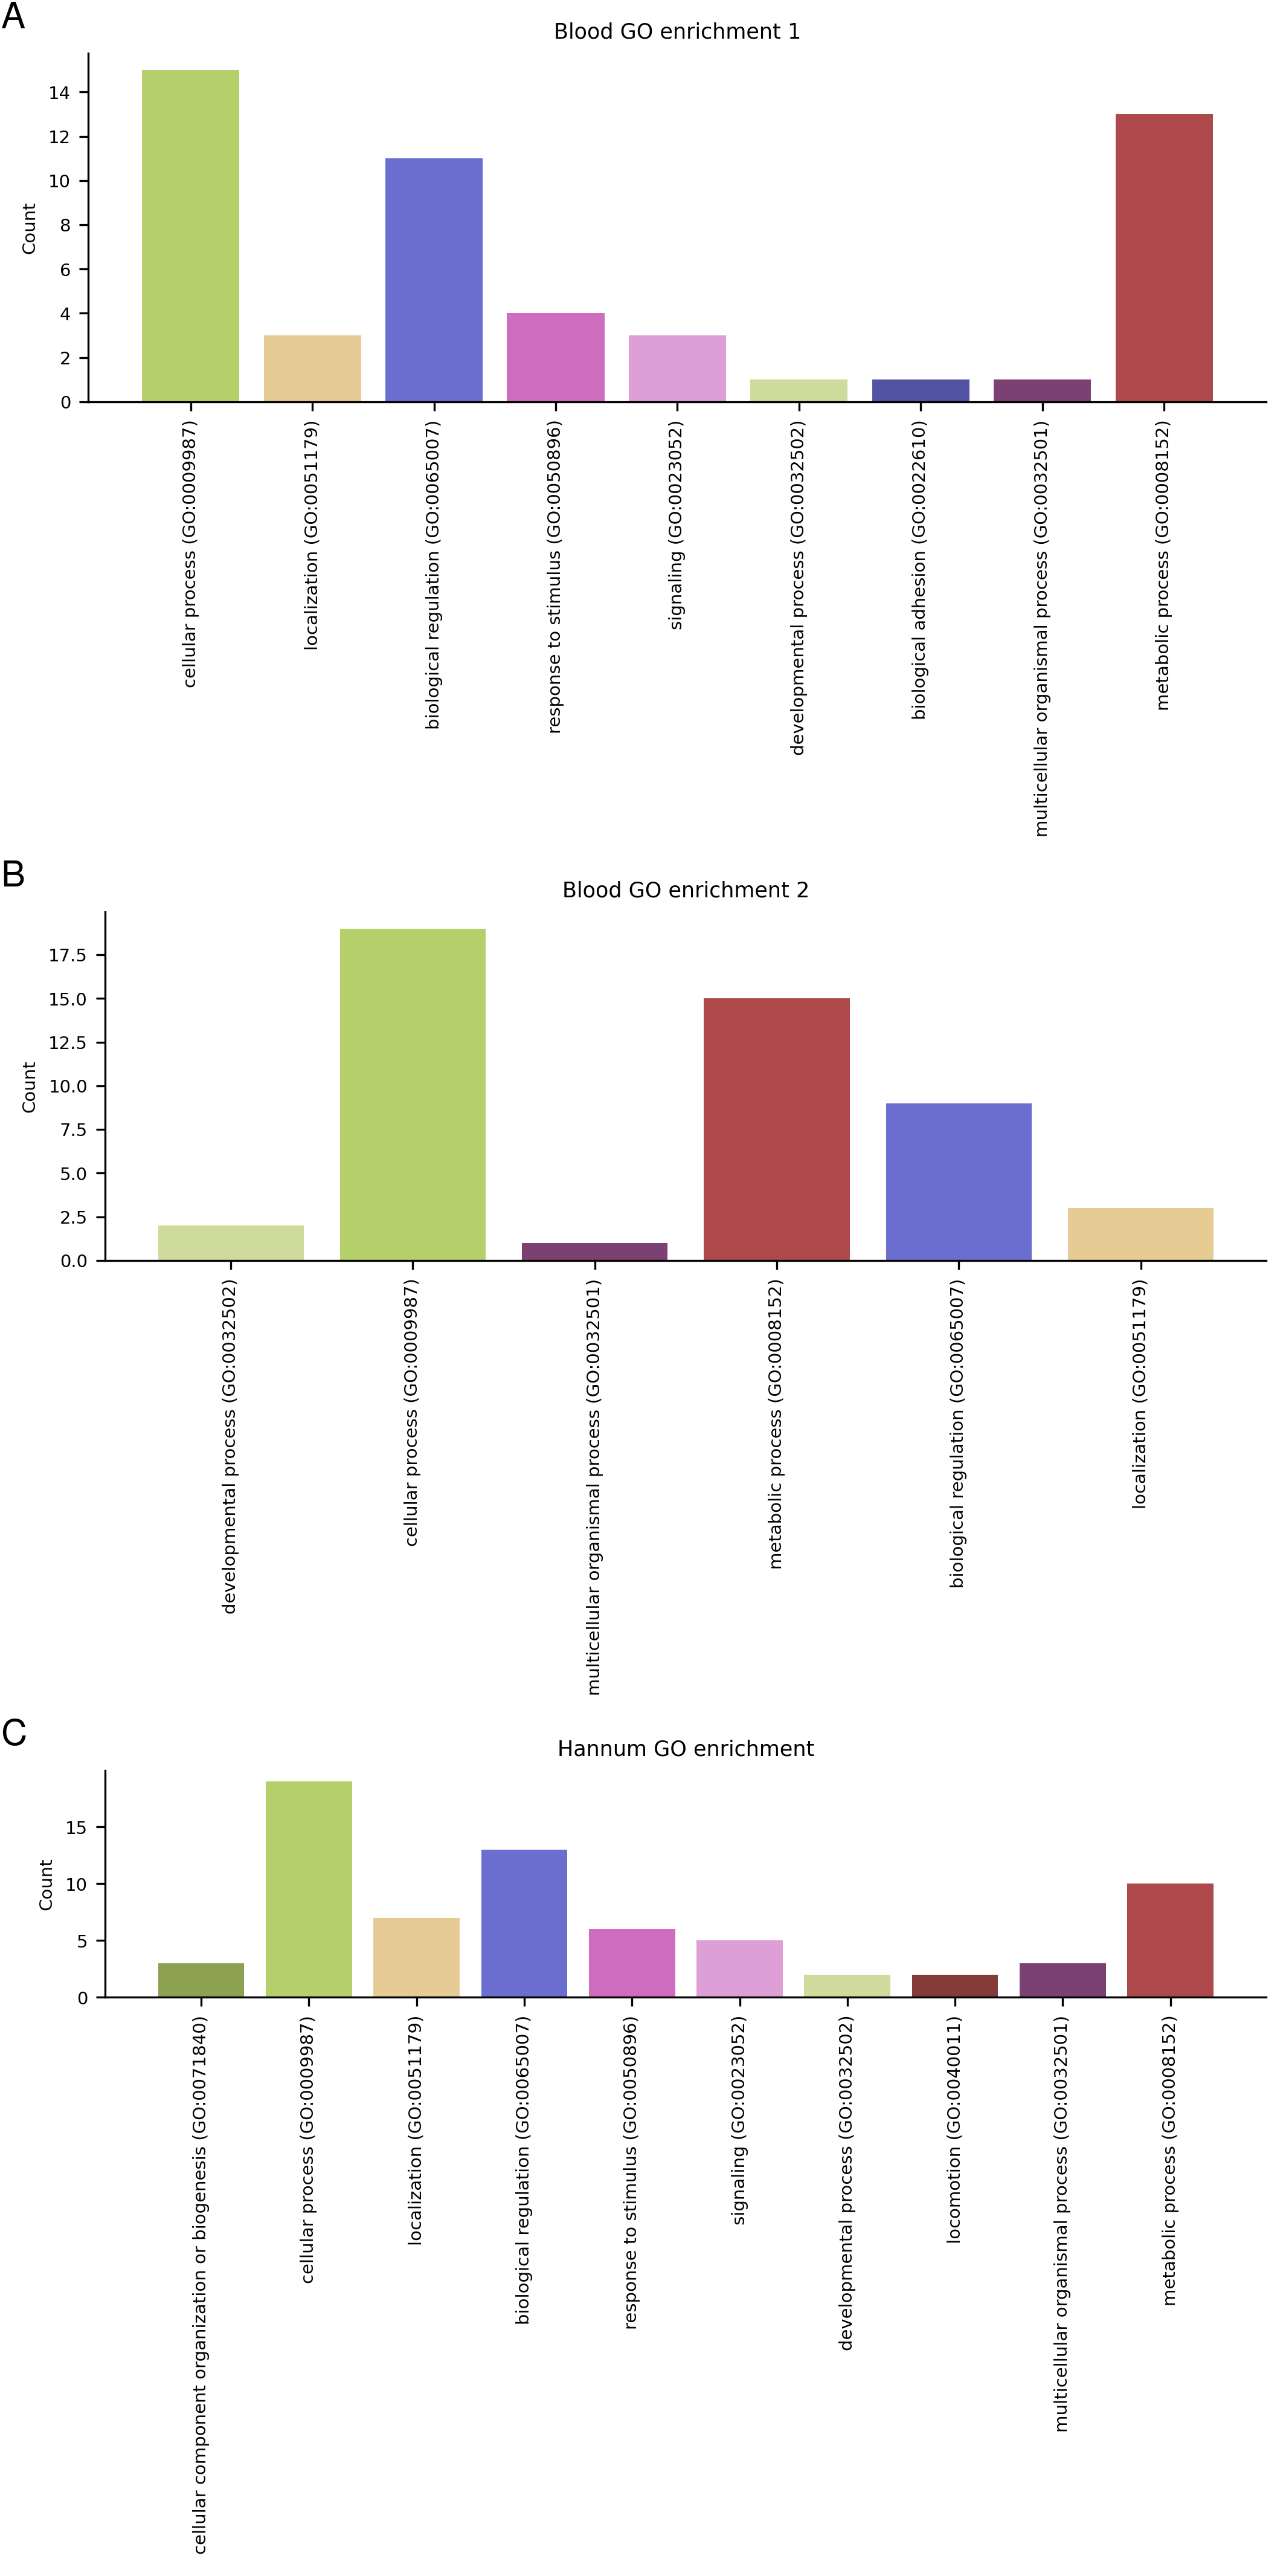 A
Blood GO enrichment 1
Count
14
12
10
8
6
4
2
0
cellular process (GO:0009987)
localization (GO:0051179)
biological regulation (GO:0065007)
response to stimulus (GO:0050896)
signaling (GO:0023052)
developmental process (GO:0032502)
biological adhesion (GO:0022610)
multicellular organismal process (GO:0032501)
metabolic process (GO:0008152)
B
Blood GO enrichment 2
Count
17.5
15.0
12.5
10.0
7.5
5.0
2.5
0.0
developmental process (GO:0032502)
cellular process (GO:0009987)
multicellular organismal process (GO:0032501)
metabolic process (GO:0008152)
biological regulation (GO:0065007)
localization (GO:0051179)
C
Hannum GO enrichment
Count
15
10
5
0
cellular component organization or biogenesis (GO:0071840)
cellular process (GO:0009987)
localization (GO:0051179)
biological regulation (GO:0065007)
response to stimulus (GO:0050896)
signaling (GO:0023052)
developmental process (GO:0032502)
locomotion (GO:0040011)
multicellular organismal process (GO:0032501)
metabolic process (GO:0008152)